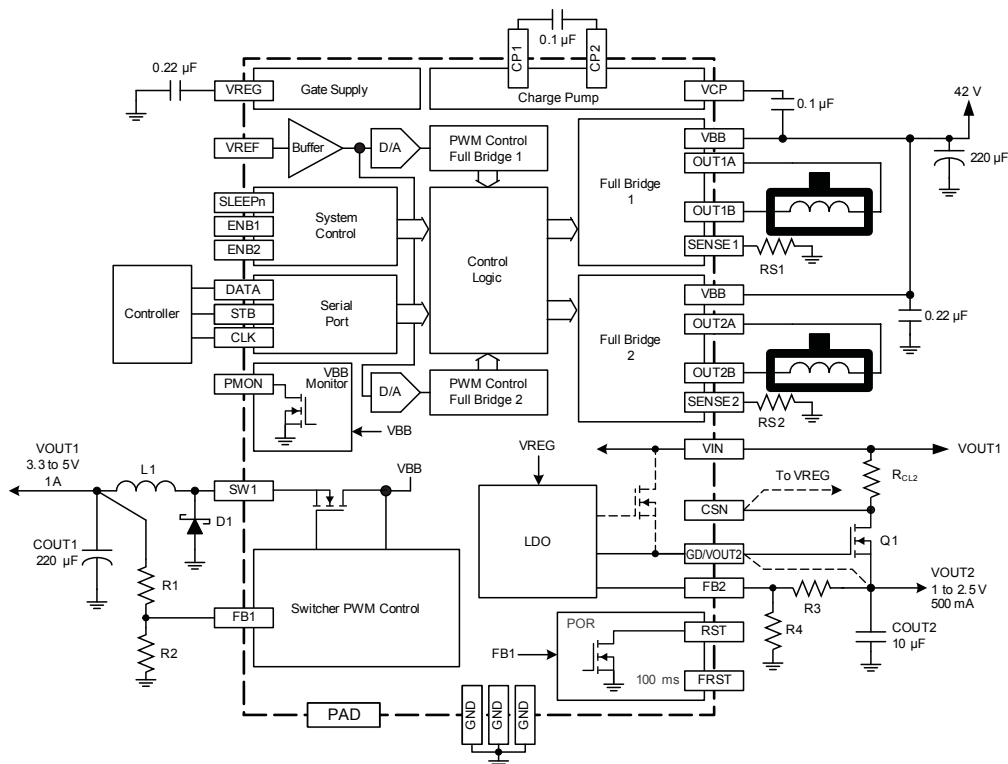 0.1 µF
CP1
CP2
0.22 µF
VREG
Gate Supply
Charge Pump
VCP
0.1 µF
42 V
VREF
Buffer
D/A
PWM Control
Full Bridge 1
VBB
220 µF
OUT1A
Full Bridge
1
OUT1B
SLEEPn
ENB1
ENB2
System
Control
SENSE1
RS1
Control
Logic
Controller
DATA
STB
CLK
Serial
Port
VBB
0.22 µF
OUT2A
Full Bridge
2
OUT2B
PMON
VBB
Monitor
D/A
PWM Control
Full Bridge 2
SENSE2
RS2
VBB
VOUT1
3.3 to 5V
1A
L1
SW1
VBB
D1
COUT1
220 µF
R1
FB1
R2
Switcher PWM Control
VREG
VIN
VOUT1
To VREG
RCL2
CSN
LDO
Q1
GD/VOUT2
FB2
VOUT2
1 to 2.5 V
500 mA
R3
R4
COUT2
10 µF
POR
RST
FB1
100 ms
FRST
PAD
GND
GND
GND